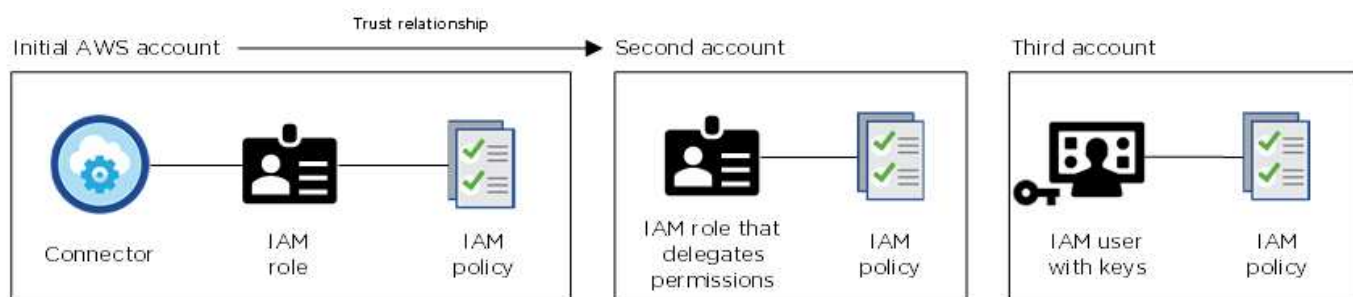 Trust relationship
Initial AWS account
Second account
Third account
Connector
IAM
role
IAM
policy
IAM role that
delegates
permissions
IAM
policy
IAM user
with keys
IAM
policy